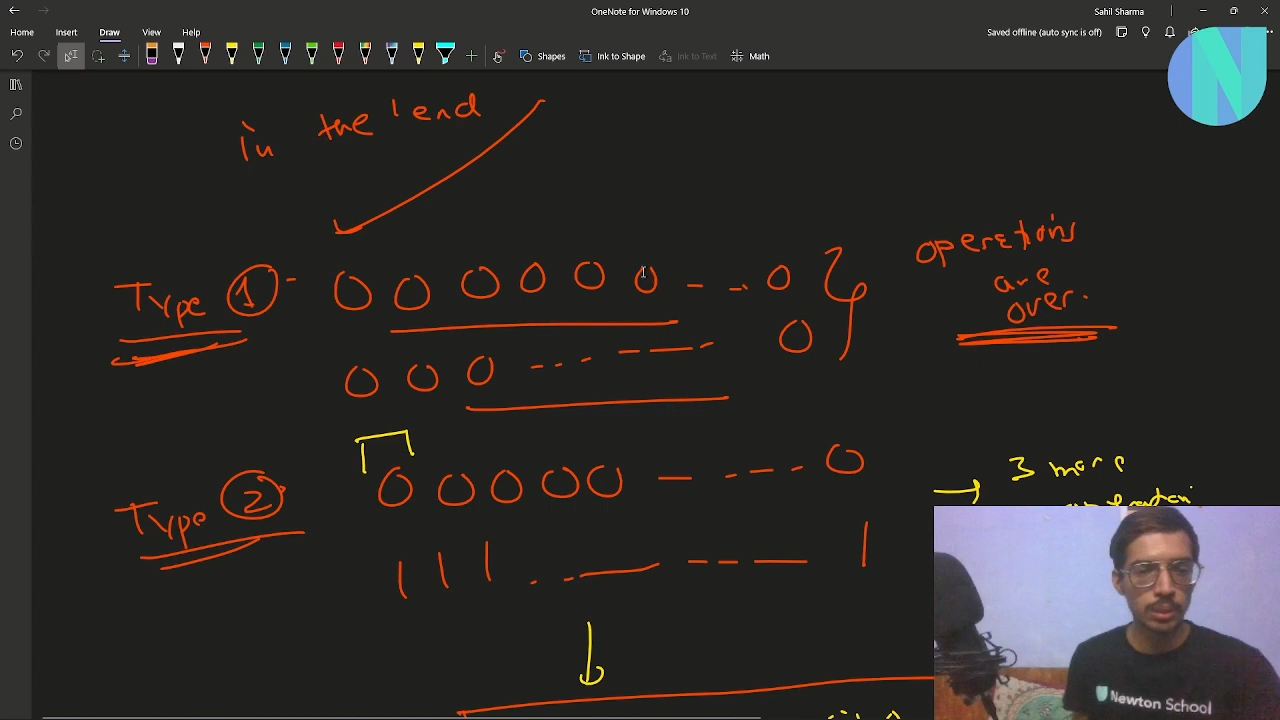 OneNote for Windows 10
Sahil Sharma
Home Insert Draw View Help
Saved offline (auto sync is off)
Shapes Ink to Shape Ink to Text Math
in the end
Type 1 - 0 0 0 0 0 0 - - . 0
operations
are
over.
0 0 0 ... --- 0
Type 2 0 0 0 0 0 - --- 0
3 more
1 1 1 . . --- --- 1
N
Newton School